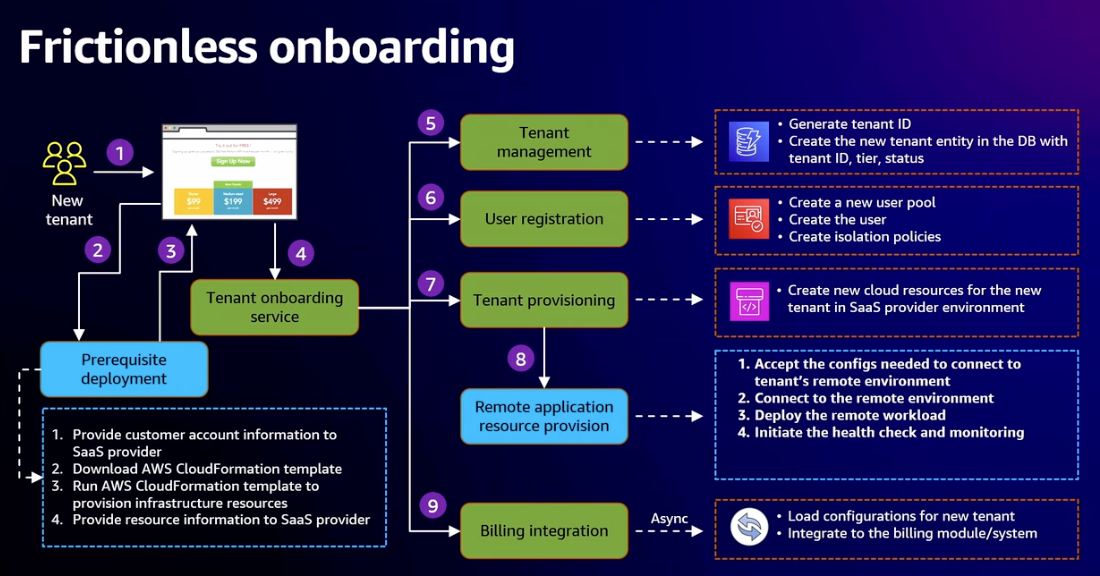 Frictionless onboarding
1
New
tenant
Sign Up Now
$99
$199
$499
2
3
4
Tenant onboarding
service
Prerequisite
deployment
1. Provide customer account information to
SaaS provider
2. Download AWS CloudFormation template
3. Run AWS CloudFormation template to
provision infrastructure resources
4. Provide resource information to SaaS provider
5
Tenant
management
• Generate tenant ID
• Create the new tenant entity in the DB with
tenant ID, tier, status
6
User registration
• Create a new user pool
• Create the user
• Create isolation policies
7
Tenant provisioning
• Create new cloud resources for the new
tenant in SaaS provider environment
8
Remote application
resource provision
1. Accept the configs needed to connect to
tenant's remote environment
2. Connect to the remote environment
3. Deploy the remote workload
4. Initiate the health check and monitoring
9
Billing integration
Async
• Load configurations for new tenant
• Integrate to the billing module/system